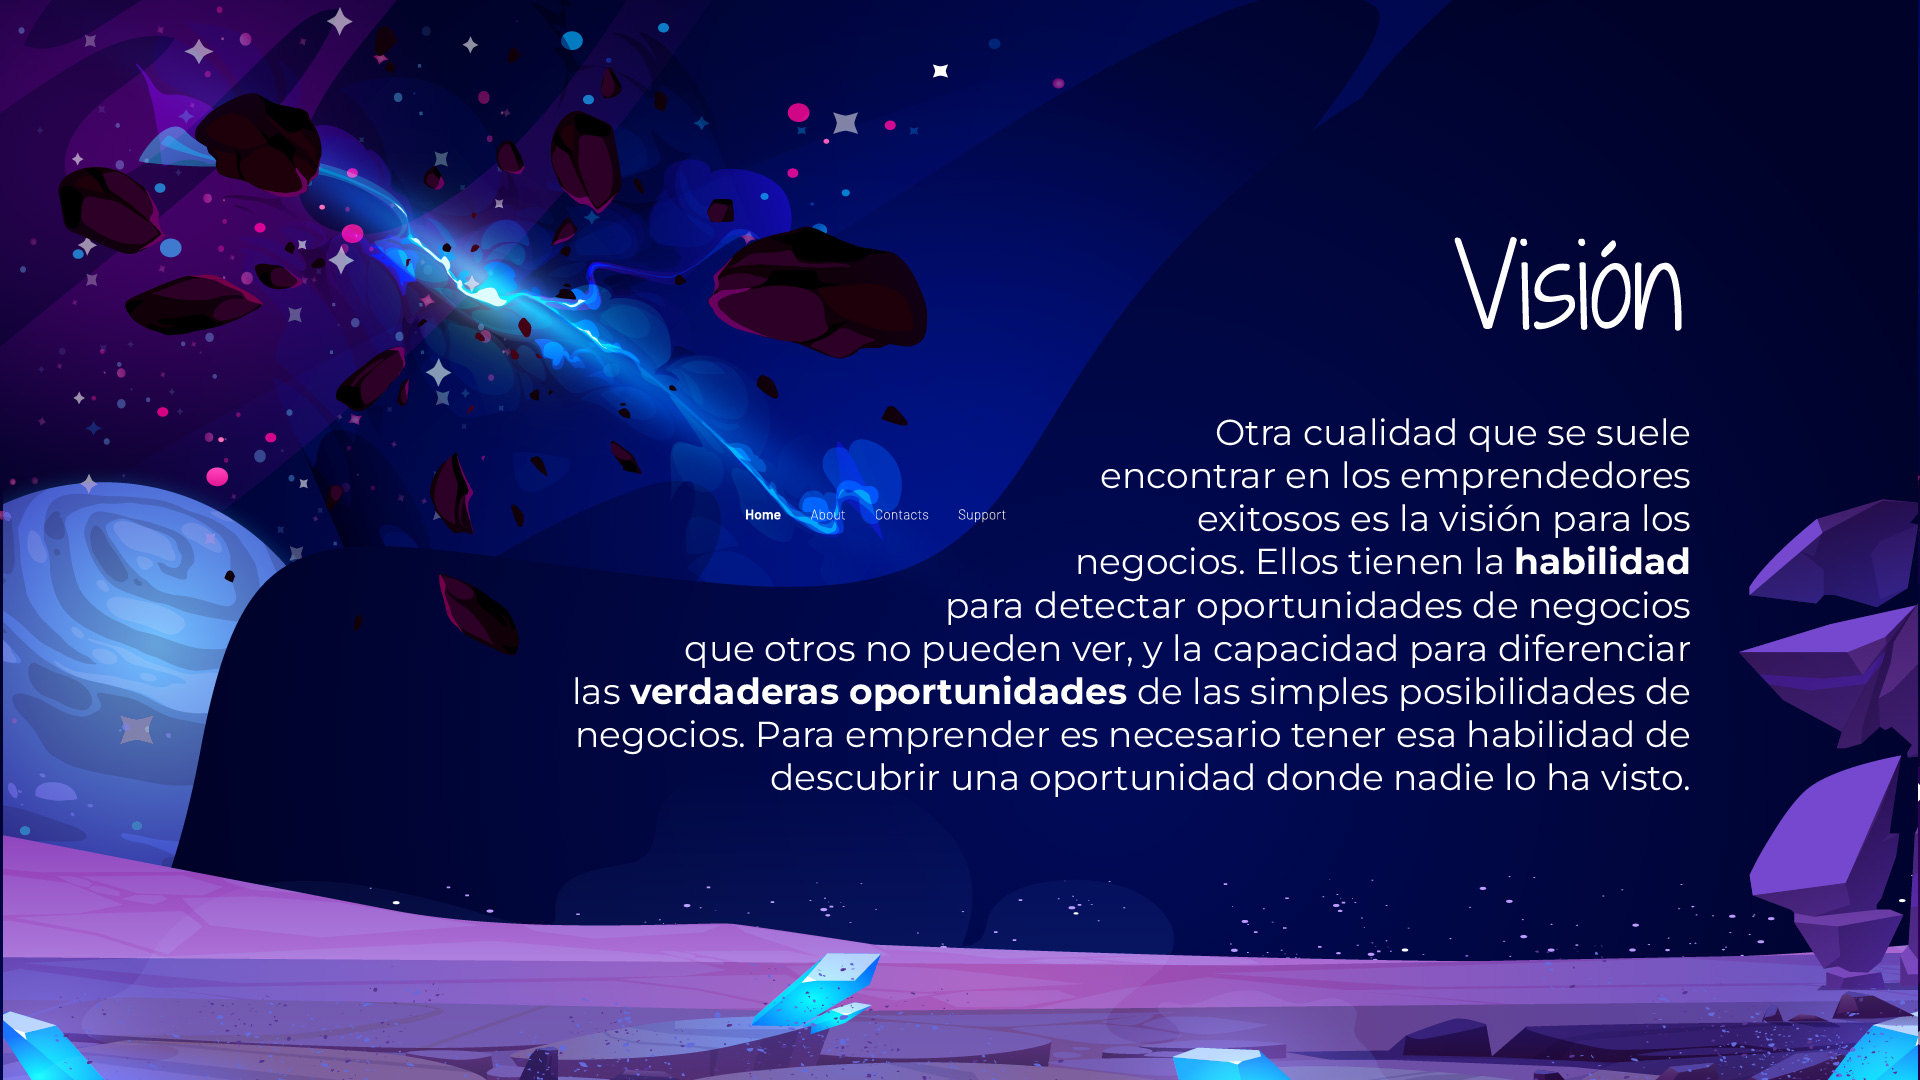 Visión
Otra cualidad que se suele
encontrar en los emprendedores
exitosos es la visión para los
negocios. Ellos tienen la habilidad
para detectar oportunidades de negocios
que otros no pueden ver, y la capacidad para diferenciar
las verdaderas oportunidades de las simples posibilidades de
negocios. Para emprender es necesario tener esa habilidad de
descubrir una oportunidad donde nadie lo ha visto.
Home About Contacts Support